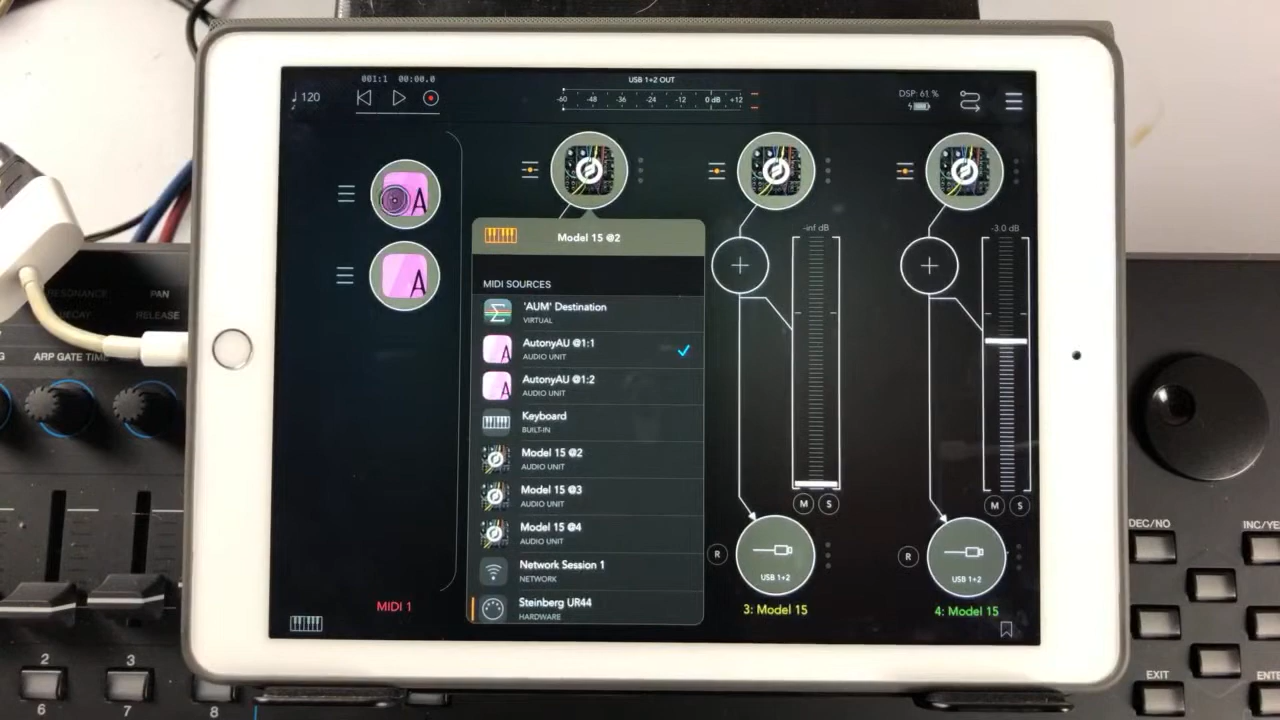 120
001:1 00:00.0
USB 1+2 OUT
-60 -48 -36 -24 -12 0 dB +12
DSP: 61 %
A
A
Model 15 @2
MIDI SOURCES
'AUM' Destination
VIRTUAL
AutonyAU @1:1
AUDIO UNIT
AutonyAU @1:2
AUDIO UNIT
Keyboard
BUILT-IN
Model 15 @2
AUDIO UNIT
Model 15 @3
AUDIO UNIT
Model 15 @4
AUDIO UNIT
Network Session 1
NETWORK
Steinberg UR44
HARDWARE
MIDI 1
-inf dB
M S
R
USB 1+2
3: Model 15
-3.0 dB
M S
R
USB 1+2
4: Model 15
RESONANCE PAN
DECAY RELEASE
ARP GATE TIME
2 3
6 7 8
DEC/NO
EXIT